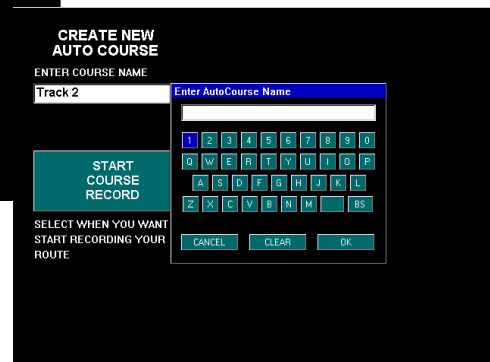 CREATE NEW
AUTO COURSE
ENTER COURSE NAME
Track 2
START
COURSE
RECORD
SELECT WHEN YOU WANT
START RECORDING YOUR
ROUTE
Enter AutoCourse Name
1 2 3 4 5 6 7 8 9 0
Q W E R T Y U I O P
A S D F G H J K L
Z X C V B N M BS
CANCEL CLEAR OK